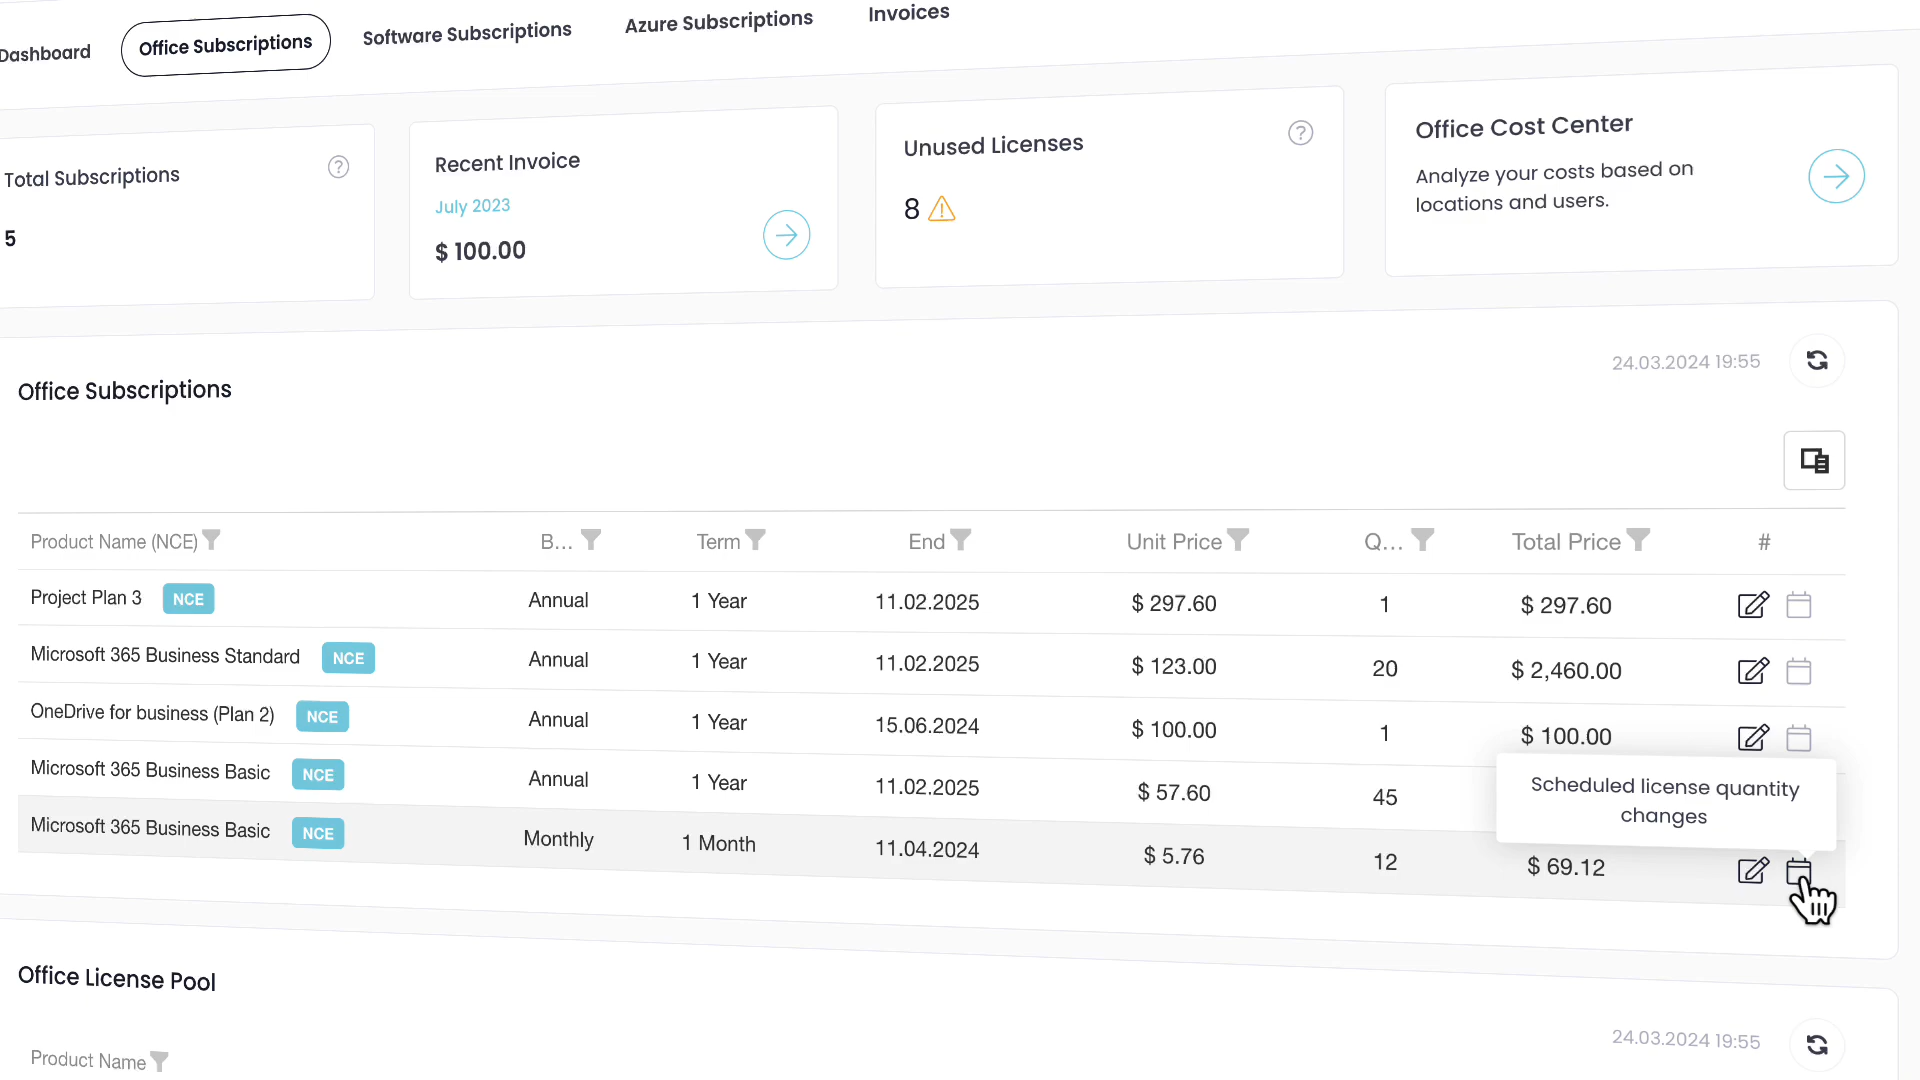 Dashboard
Office Subscriptions
Software Subscriptions
Azure Subscriptions
Invoices
Total Subscriptions
5
Recent Invoice
July 2023
$ 100.00
Unused Licenses
8
Office Cost Center
Analyze your costs based on
locations and users.
Office Subscriptions
24.03.2024 19:55
Product Name (NCE) B... Term End Unit Price Q... Total Price #
Project Plan 3 NCE Annual 1 Year 11.02.2025 $ 297.60 1 $ 297.60
Microsoft 365 Business Standard NCE Annual 1 Year 11.02.2025 $ 123.00 20 $ 2,460.00
OneDrive for business (Plan 2) NCE Annual 1 Year 15.06.2024 $ 100.00 1 $ 100.00
Microsoft 365 Business Basic NCE Annual 1 Year 11.02.2025 $ 57.60 45
Scheduled license quantity
changes
Microsoft 365 Business Basic NCE Monthly 1 Month 11.04.2024 $ 5.76 12 $ 69.12
Office License Pool
24.03.2024 19:55
Product Name